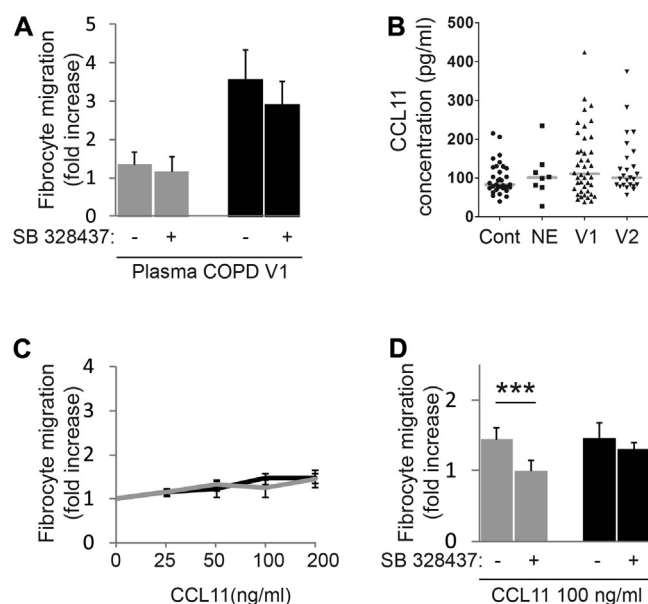 A
Fibrocyte migration
(fold increase)
5
4
3
2
1
0
SB 328437: - + - +
Plasma COPD V1
B
CCL11
concentration (pg/ml)
500
400
300
200
100
0
Cont NE V1 V2
C
Fibrocyte migration
(fold increase)
4
2
1
0
0 25 50 100 200
CCL11(ng/ml)
D
Fibrocyte migration
(fold increase)
2
1
0
***
SB 328437: - + - +
CCL11 100 ng/ml